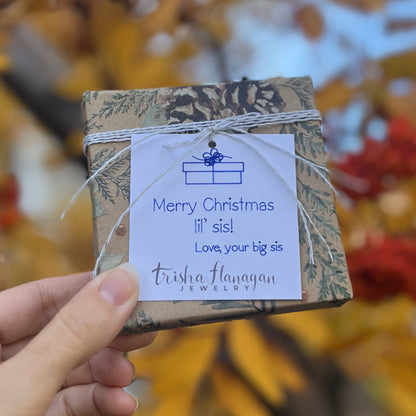 Merry Christmas
lil' sis!
Love, your big sis
trisha flanagan
JEWELRY